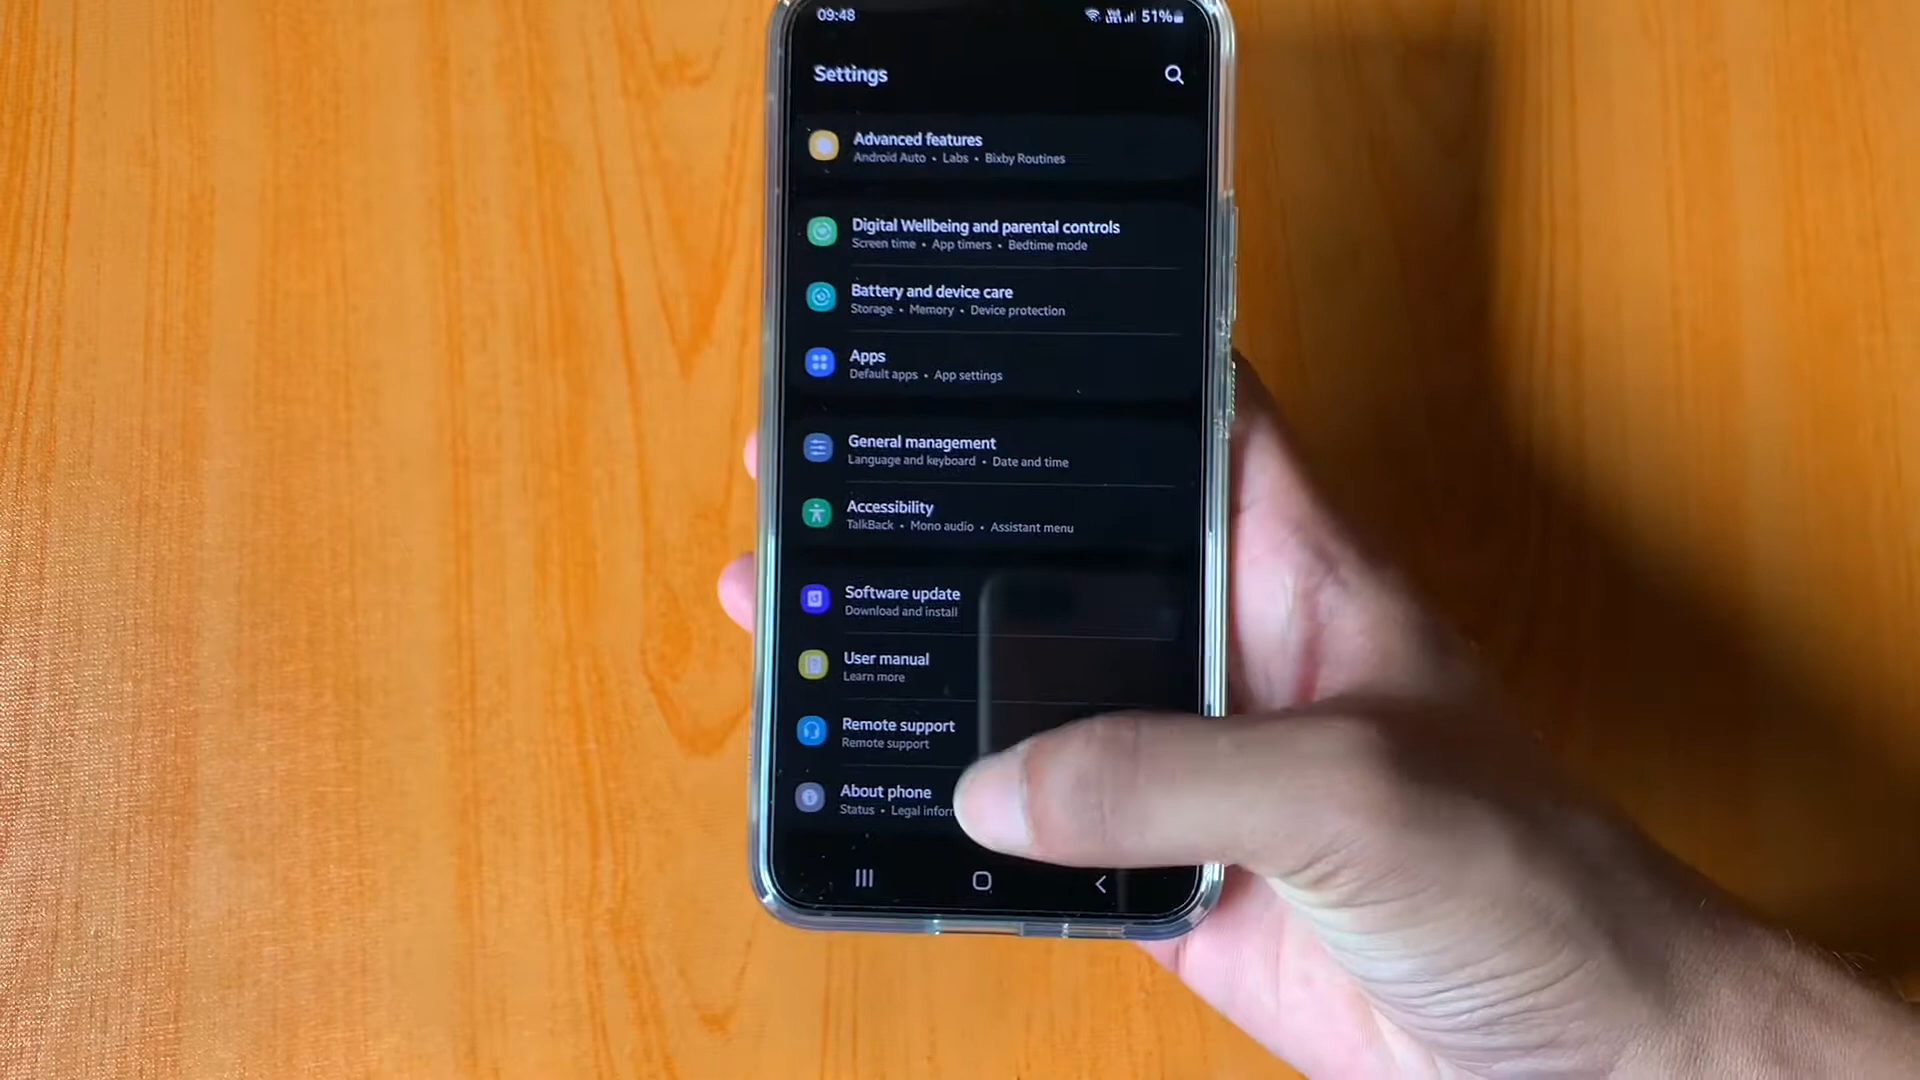 09:48 51%
Settings
Advanced features
Android Auto • Labs • Bixby Routines
Digital Wellbeing and parental controls
Screen time • App timers • Bedtime mode
Battery and device care
Storage • Memory • Device protection
Apps
Default apps • App settings
General management
Language and keyboard • Date and time
Accessibility
TalkBack • Mono audio • Assistant menu
Software update
Download and install
User manual
Learn more
Remote support
Remote support
About phone
Status • Legal